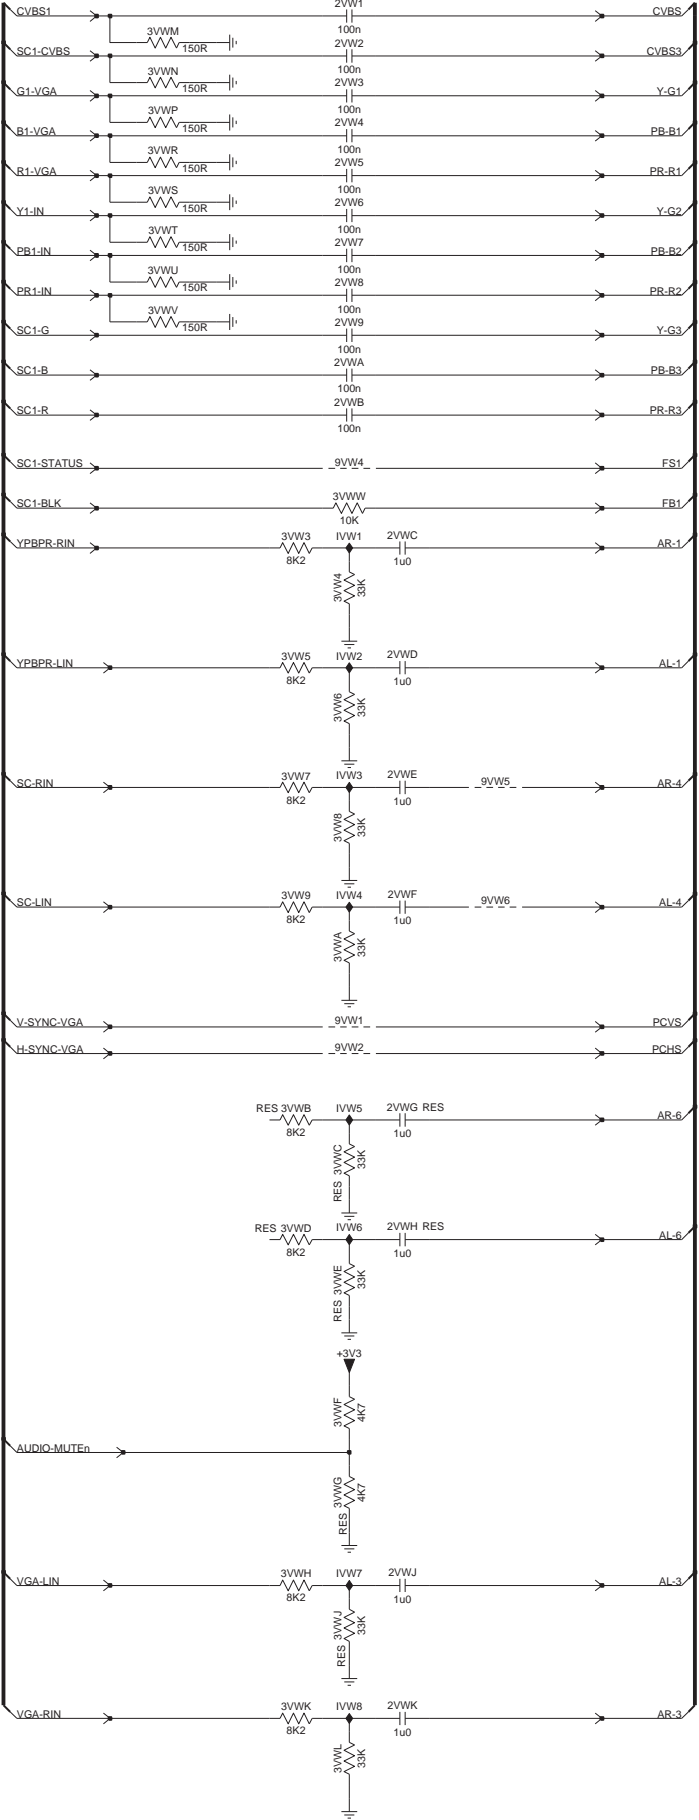 CVBS1 2VW1 CVBS
100n
3VWM
150R
SC1-CVBS 2VW2 CVBS3
100n
3VWN
150R
G1-VGA 2VW3 Y-G1
100n
3VWP
150R
B1-VGA 2VW4 PB-B1
100n
3VWR
150R
R1-VGA 2VW5 PR-R1
100n
3VWS
150R
Y1-IN 2VW6 Y-G2
100n
3VWT
150R
PB1-IN 2VW7 PB-B2
100n
3VWU
150R
PR1-IN 2VW8 PR-R2
100n
3VWV
150R
SC1-G 2VW9 Y-G3
100n
SC1-B 2VWA PB-B3
100n
SC1-R 2VWB PR-R3
100n
SC1-STATUS 9VW4 FS1
SC1-BLK 3VWW FB1
10K
YPBPR-RIN 3VW3 IVW1 2VWC AR-1
8K2 1u0
3VW4 33K
YPBPR-LIN 3VW5 IVW2 2VWD AL-1
8K2 1u0
3VW6 33K
SC-RIN 3VW7 IVW3 2VWE 9VW5 AR-4
8K2 1u0
3VW8 33K
SC-LIN 3VW9 IVW4 2VWF 9VW6 AL-4
8K2 1u0
3VWA 33K
V-SYNC-VGA 9VW1 PCVS
H-SYNC-VGA 9VW2 PCHS
RES 3VWB IVW5 2VWG RES AR-6
8K2 1u0
RES 3VWC 33K
RES 3VWD IVW6 2VWH RES AL-6
8K2 1u0
RES 3VWE 33K
+3V3
3VWF 4K7
AUDIO-MUTEn
RES 3VWG 4K7
VGA-LIN 3VWH IVW7 2VWJ AL-3
8K2 1u0
RES 3VWJ 33K
VGA-RIN 3VWK IVW8 2VWK AR-3
8K2 1u0
3VWL 33K